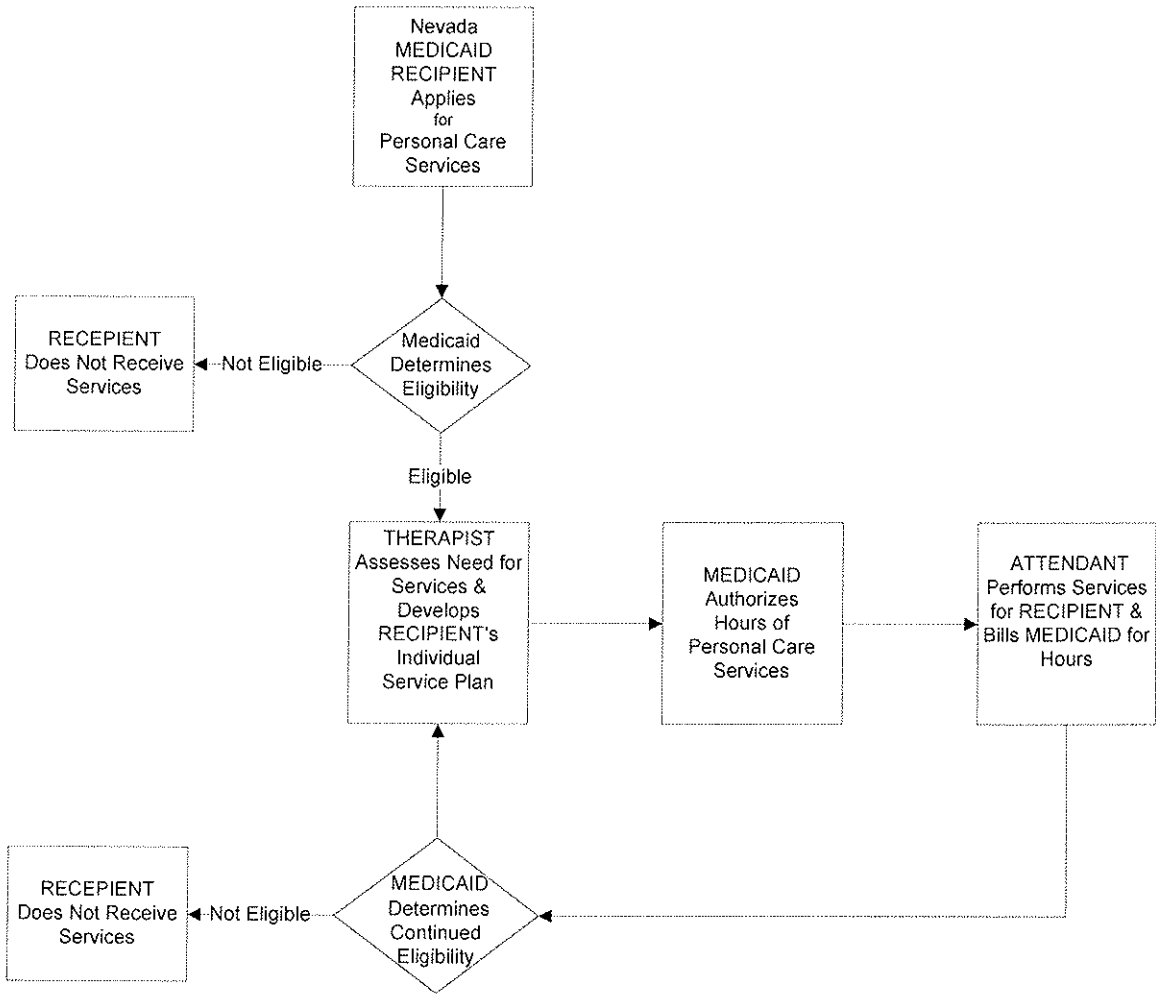 Nevada
MEDICAID
RECIPIENT
Applies
for
Personal Care
Services
Medicaid
Determines
Eligibility
Not Eligible
RECEPIENT
Does Not Receive
Services
Eligible
THERAPIST
Assesses Need for
Services &
Develops
RECIPIENT's
Individual
Service Plan
MEDICAID
Authorizes
Hours of
Personal Care
Services
ATTENDANT
Performs Services
for RECIPIENT &
Bills MEDICAID for
Hours
MEDICAID
Determines
Continued
Eligibility
Not Eligible
RECEPIENT
Does Not Receive
Services